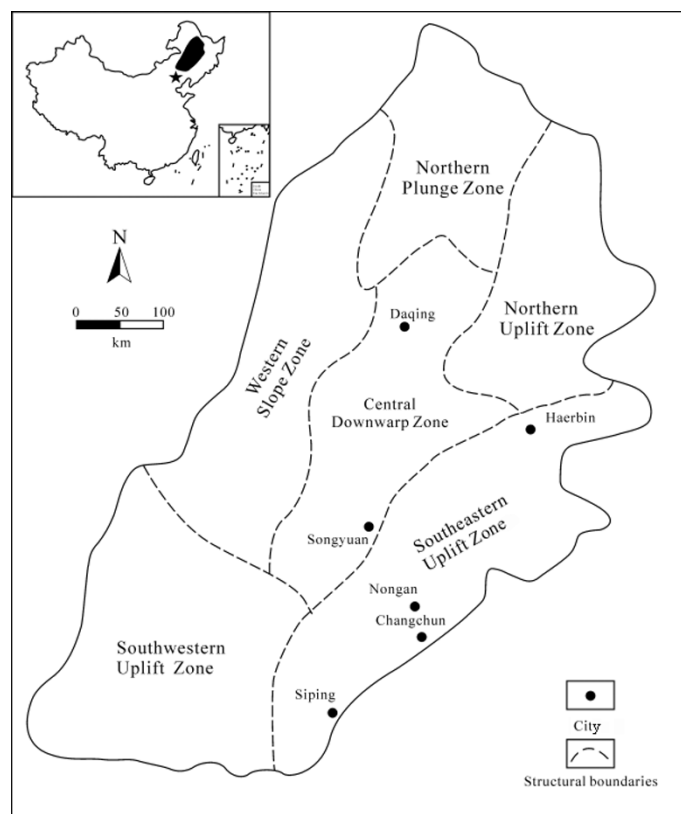 Northern
Plunge Zone
N
0 50 100
km
Daqing
Northern
Uplift Zone
Western
Slope Zone
Central
Downwarp Zone
Haerbin
Songyuan
Southeastern
Uplift Zone
Nongan
Changchun
Southwestern
Uplift Zone
Siping
City
Structural boundaries